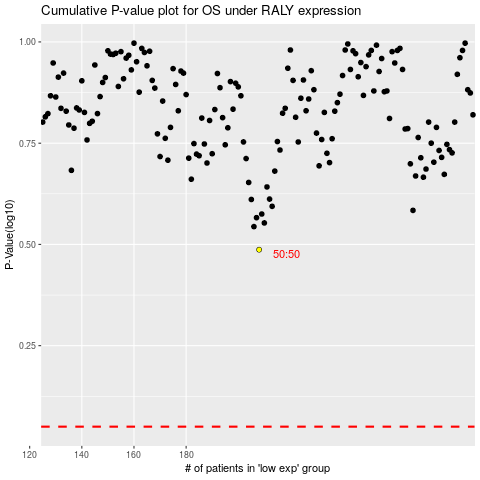 Cumulative P-value plot for OS under RALY expression
P-Value(log10)
1.00
0.75
0.50
0.25
50:50
120 140 160 180
# of patients in 'low exp' group